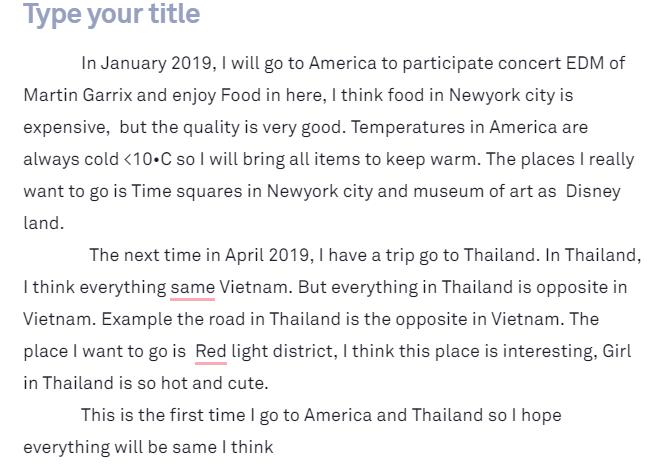 Type your title
In January 2019, I will go to America to participate concert EDM of
Martin Garrix and enjoy Food in here, I think food in Newyork city is
expensive,  but the quality is very good. Temperatures in America are
always cold <10•C so I will bring all items to keep warm. The places I really
want to go is Time squares in Newyork city and museum of art as  Disney
land.
The next time in April 2019, I have a trip go to Thailand. In Thailand,
I think everything same Vietnam. But everything in Thailand is opposite in
Vietnam. Example the road in Thailand is the opposite in Vietnam. The
place I want to go is  Red light district, I think this place is interesting, Girl
in Thailand is so hot and cute.
This is the first time I go to America and Thailand so I hope
everything will be same I think